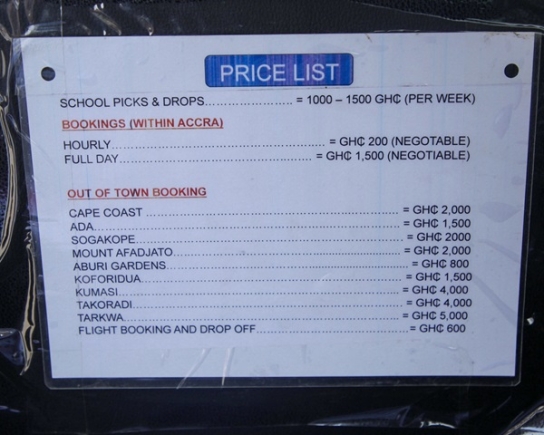 PRICE LIST
SCHOOL PICKS & DROPS........................ = 1000 – 1500 GH₵ (PER WEEK)
BOOKINGS (WITHIN ACCRA)
HOURLY........................................................ = GH₵ 200 (NEGOTABLE)
FULL DAY.................................................... = GH₵ 1,500 (NEGOTIABLE)
OUT OF TOWN BOOKING
CAPE COAST ................................................................ = GH₵ 2,000
ADA............................................................................... = GH₵ 1,500
SOGAKOPE.................................................................... = GH₵ 2000
MOUNT AFADJATO.......................................................... = GH₵ 2,000
ABURI GARDENS ............................................................ = GH₵ 800
KOFORIDUA.................................................................... = GH₵ 1,500
KUMASI.......................................................................... = GH₵ 4,000
TAKORADI....................................................................... = GH₵ 4,000
TARKWA......................................................................... = GH₵ 5,000
FLIGHT BOOKING AND DROP OFF........................................ = GH₵ 600